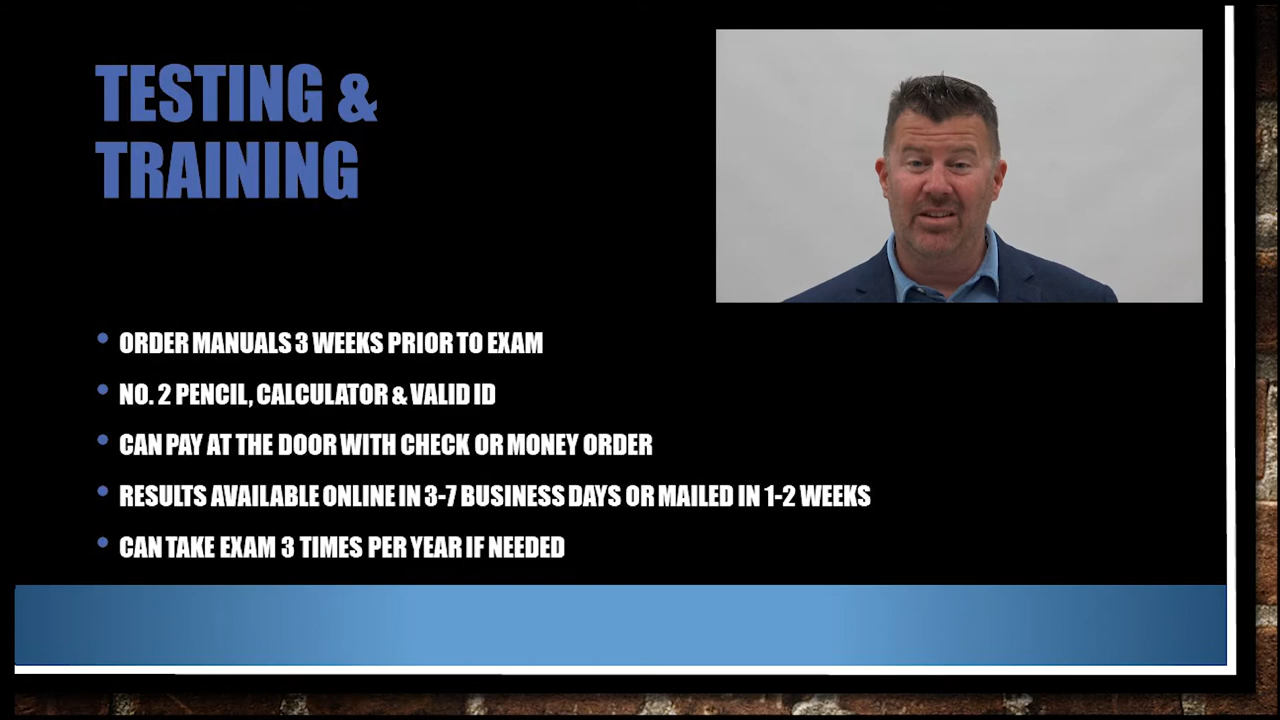 TESTING &
TRAINING
• ORDER MANUALS 3 WEEKS PRIOR TO EXAM
• NO. 2 PENCIL, CALCULATOR & VALID ID
• CAN PAY AT THE DOOR WITH CHECK OR MONEY ORDER
• RESULTS AVAILABLE ONLINE IN 3-7 BUSINESS DAYS OR MAILED IN 1-2 WEEKS
• CAN TAKE EXAM 3 TIMES PER YEAR IF NEEDED